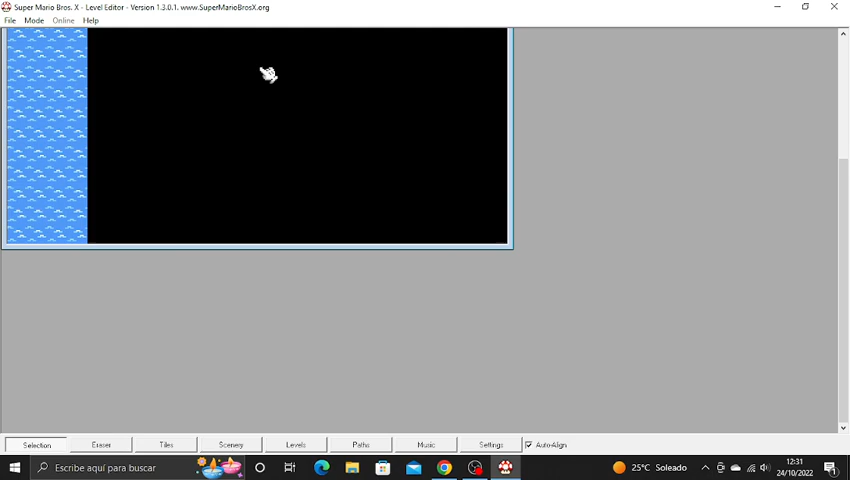 Super Mario Bros. X - Level Editor - Version 1.3.0.1. www.SuperMarioBrosX.org
File Mode Online Help
Selection Eraser Tiles Scenery Levels Paths Music Settings Auto-Align
Escribe aquí para buscar
25°C Soleado
12:31
24/10/2022
1